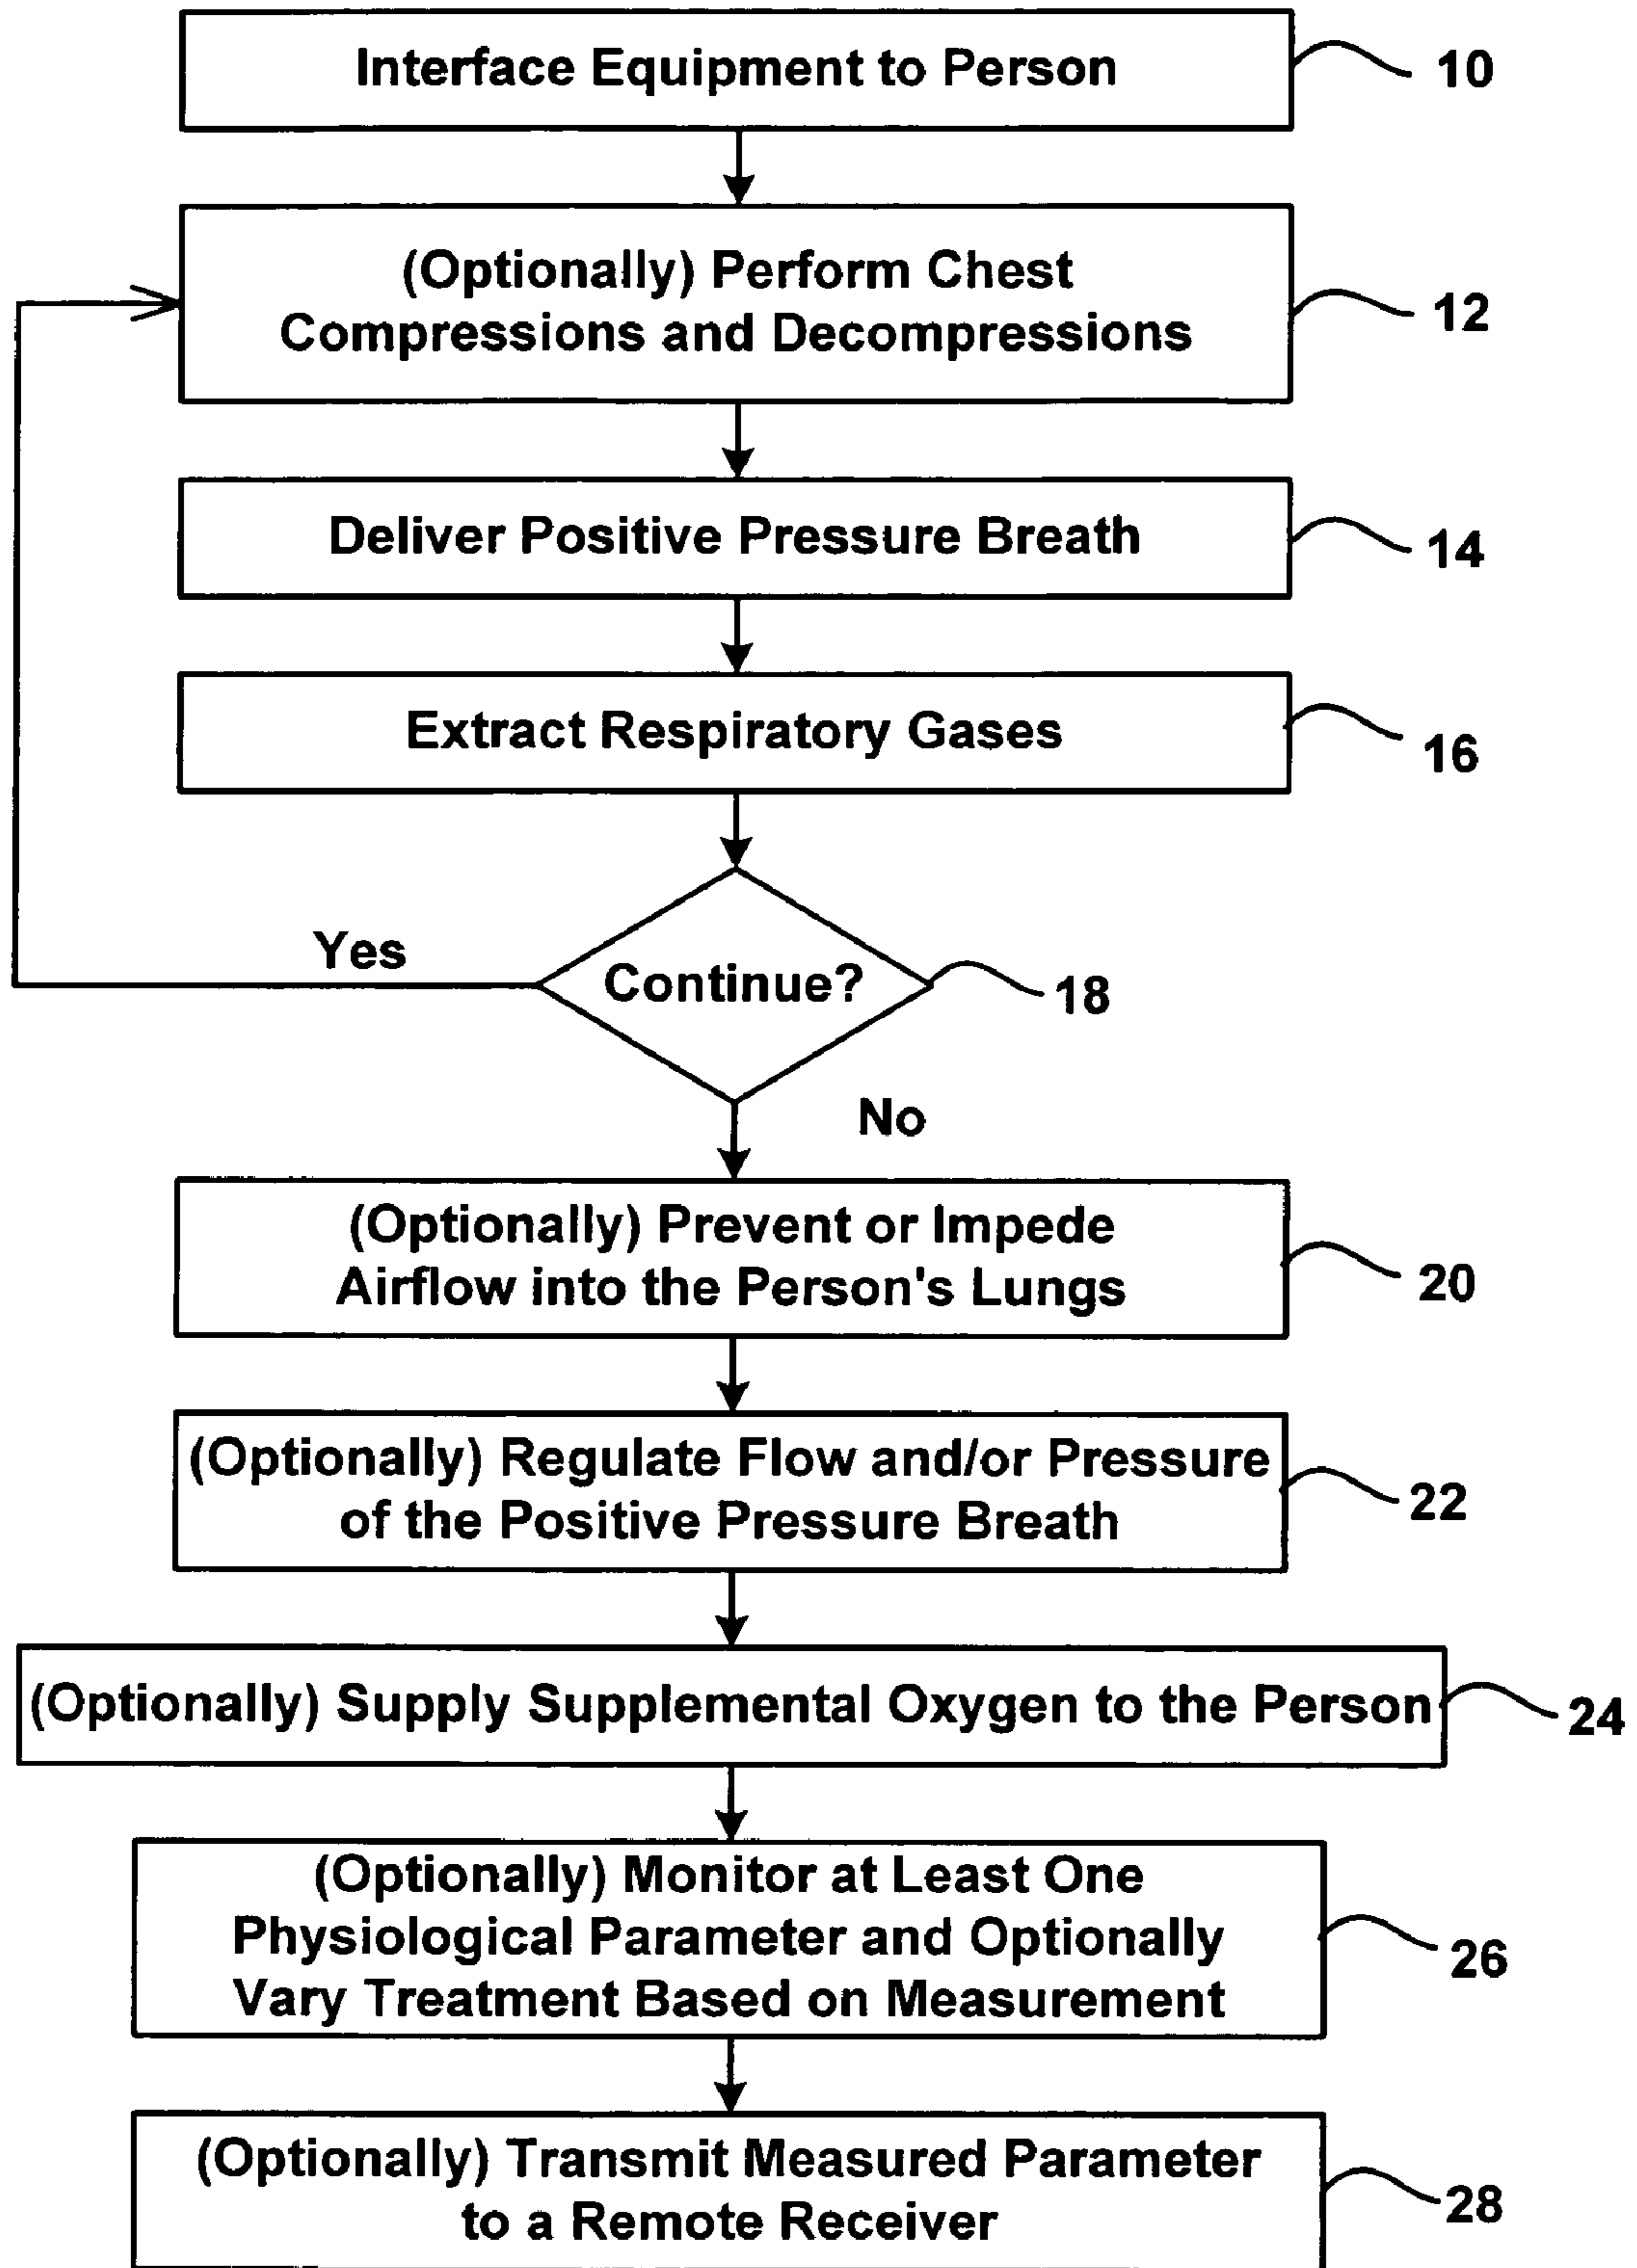 Interface Equipment to Person
10
(Optionally) Perform Chest
Compressions and Decompressions
12
Deliver Positive Pressure Breath
14
Extract Respiratory Gases
16
Yes
Continue?
18
No
(Optionally) Prevent or Impede
Airflow into the Person's Lungs
20
(Optionally) Regulate Flow and/or Pressure
of the Positive Pressure Breath
22
(Optionally) Supply Supplemental Oxygen to the Person
24
(Optionally) Monitor at Least One
Physiological Parameter and Optionally
Vary Treatment Based on Measurement
26
(Optionally) Transmit Measured Parameter
to a Remote Receiver
28